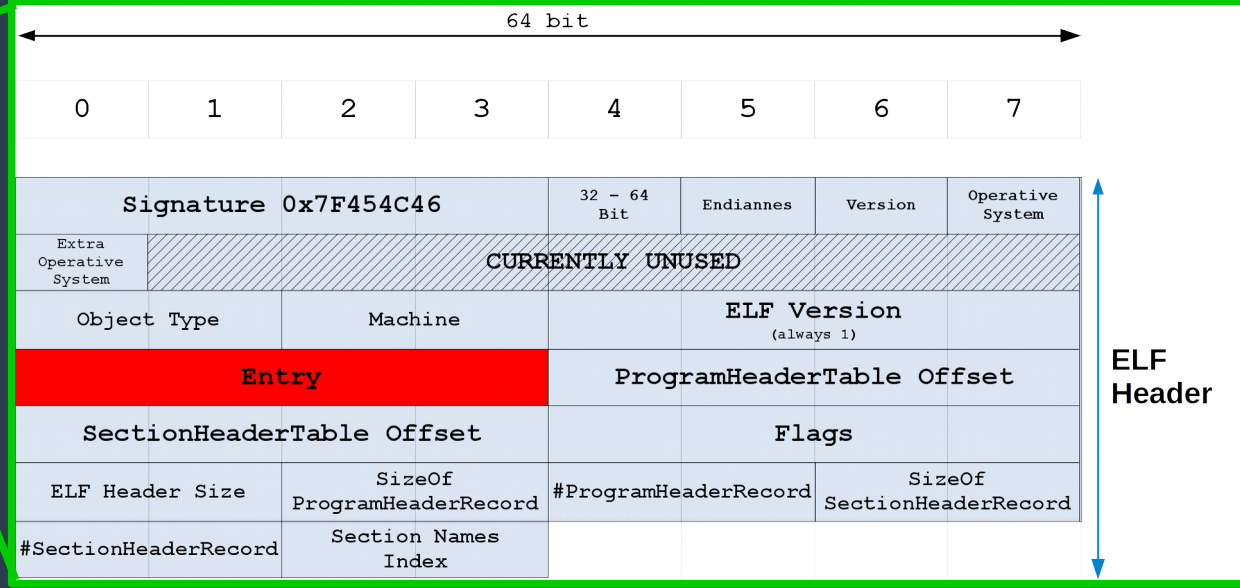 64 bit
0 1 2 3 4 5 6 7
Signature 0x7F454C46
32 - 64
Bit
Endiannes
Version
Operative
System
Extra
Operative
System
CURRENTLY UNUSED
Object Type
Machine
ELF Version
(always 1)
Entry
ProgramHeaderTable Offset
SectionHeaderTable Offset
Flags
ELF Header Size
SizeOf
ProgramHeaderRecord
#ProgramHeaderRecord
SizeOf
SectionHeaderRecord
#SectionHeaderRecord
Section Names
Index
ELF
Header